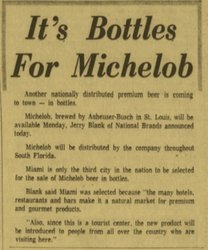 It's Bottles
For Michelob
Another nationally distributed premium beer is coming
to town — in bottles.
Michelob, brewed by Anheuser-Busch in St. Louis, will be
available Monday, Jerry Blank of National Brands announced
today.
Michelob will be distributed by the company throughout
South Florida.
Miami is only the third city in the nation to be selected
for the sale of Michelob beer in bottles.
Blank said Miami was selected because "the many hotels,
restaurants and bars make it a natural market for premium
and gourmet products.
"Also, since this is a tourist center, the new product will
be introduced to people from all over the country who are
visiting here."